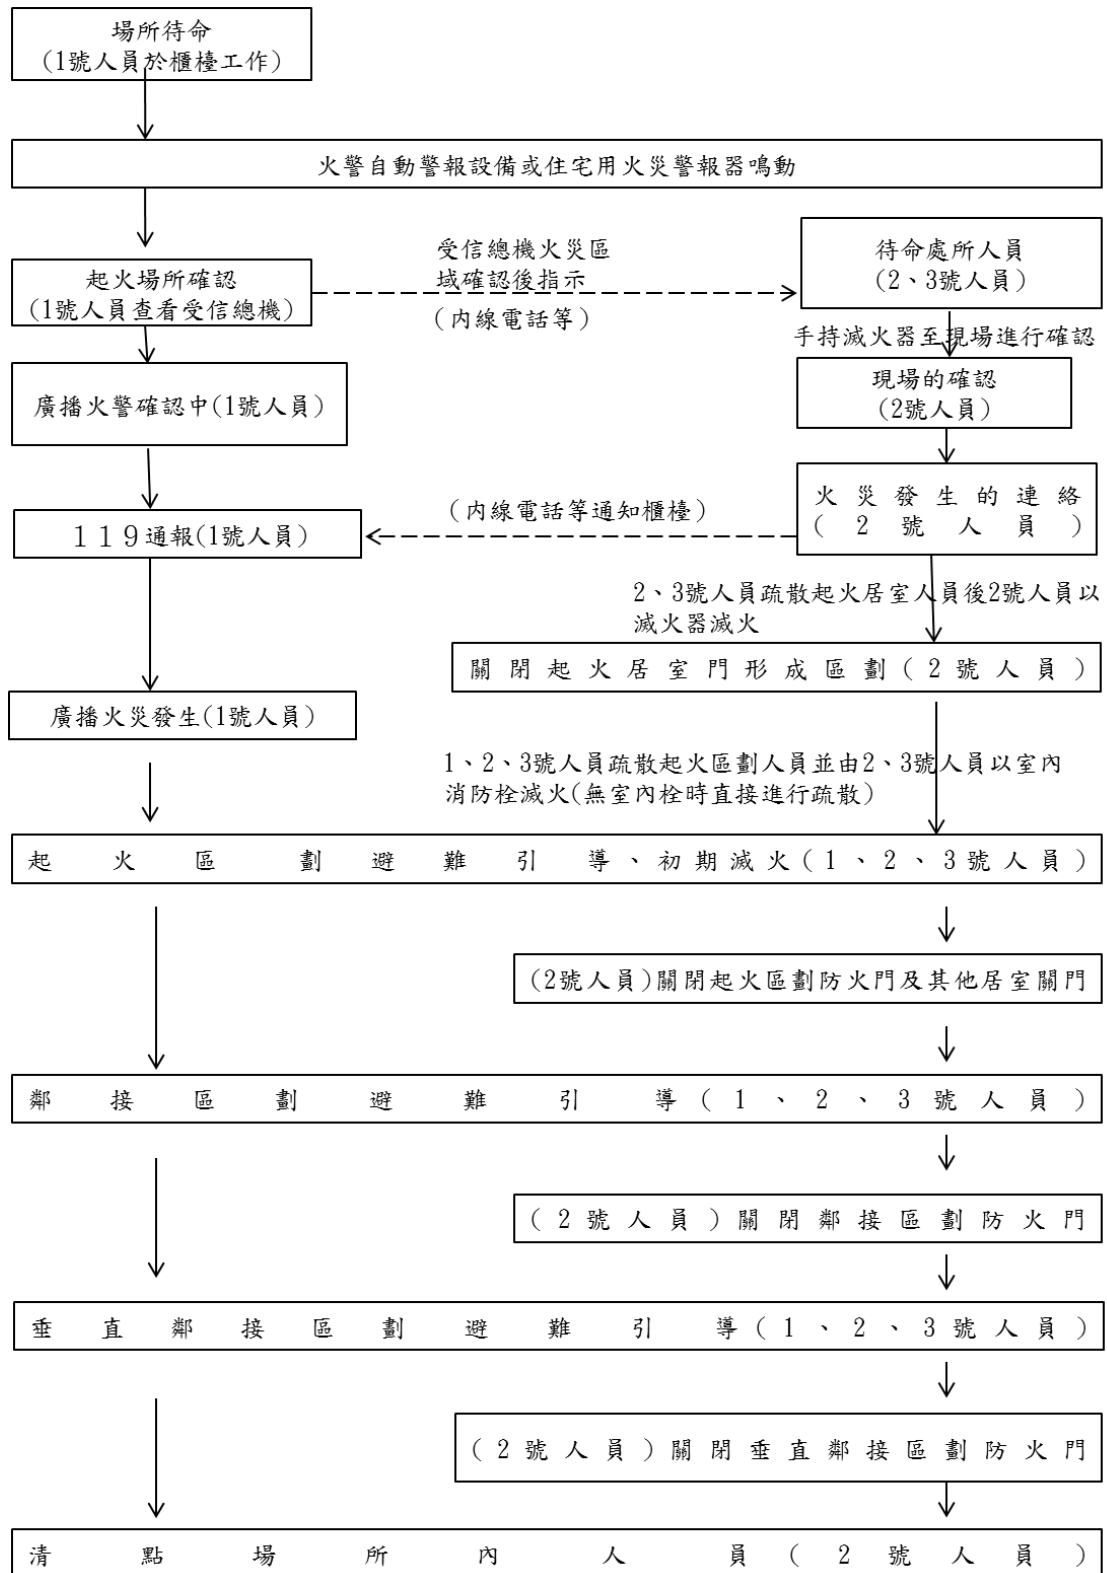 場所待命
(1號人員於櫃檯工作)
火警自動警報設備或住宅用火災警報器鳴動
受信總機火災區
域確認後指示
(內線電話等)
待命處所人員
(2、3號人員)
起火場所確認
(1號人員查看受信總機)
手持滅火器至現場進行確認
廣播火警確認中(1號人員)
現場的確認
(2號人員)
火災發生的連絡
(2號人員)
(內線電話等通知櫃檯)
119通報(1號人員)
2、3號人員疏散起火居室人員後2號人員以
滅火器滅火
關閉起火居室門形成區劃(2號人員)
廣播火災發生(1號人員)
1、2、3號人員疏散起火區劃人員並由2、3號人員以室內
消防栓滅火(無室內栓時直接進行疏散)
起火區劃避難引導、初期滅火(1、2、3號人員)
(2號人員)關閉起火區劃防火門及其他居室關門
鄰接區劃避難引導(1、2、3號人員)
(2號人員)關閉鄰接區劃防火門
垂直鄰接區劃避難引導(1、2、3號人員)
(2號人員)關閉垂直鄰接區劃防火門
清點場所內人員(2號人員)